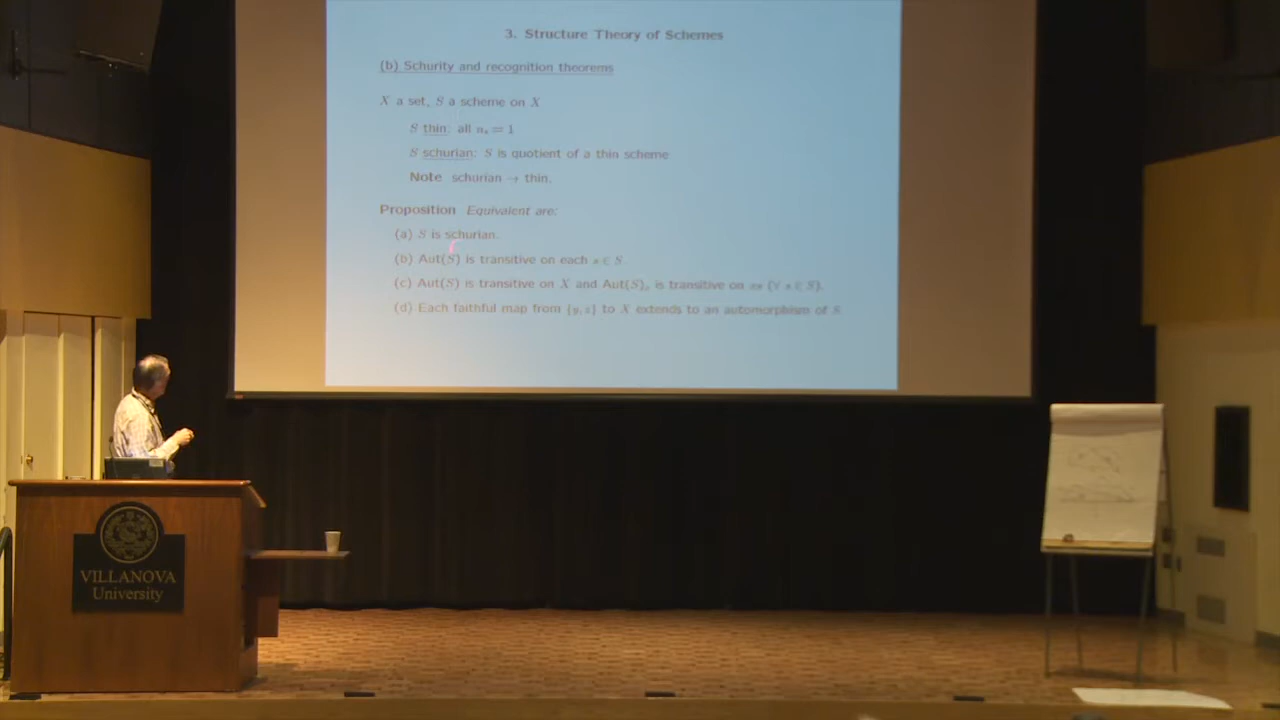 3. Structure Theory of Schemes
(b) Schurity and recognition theorems
X a set, S a scheme on X
S thin: all nₛ = 1
S schurian: S is quotient of a thin scheme
Note schurian → thin.
Proposition Equivalent are:
(a) S is schurian.
(b) Aut(S) is transitive on each s ∈ S.
(c) Aut(S) is transitive on X and Aut(S)ₓ is transitive on xs (∀ s ∈ S).
(d) Each faithful map from {y, z} to X extends to an automorphism of S
VILLANOVA
University